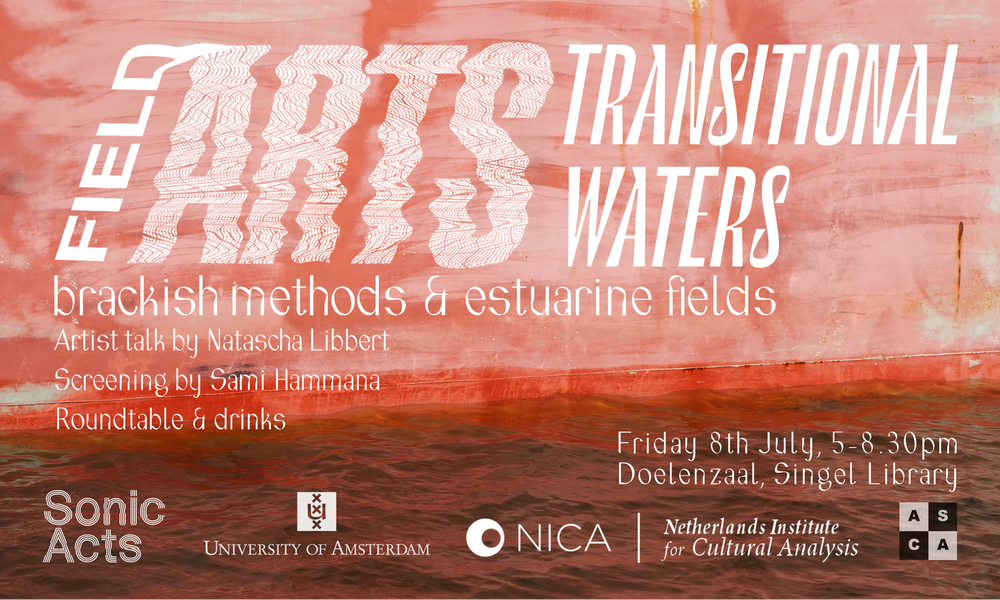 FIELD ARTS
TRANSITIONAL
WATERS
brackish methods & estuarine fields
Artist talk by Natascha Libbert
Screening by Sami Hammana
Roundtable & drinks
Friday 8th July, 5-8.30pm
Doelenzaal, Singel Library
Sonic
Acts
UNIVERSITY OF AMSTERDAM
NICA
Netherlands Institute
for Cultural Analysis
A S
C A